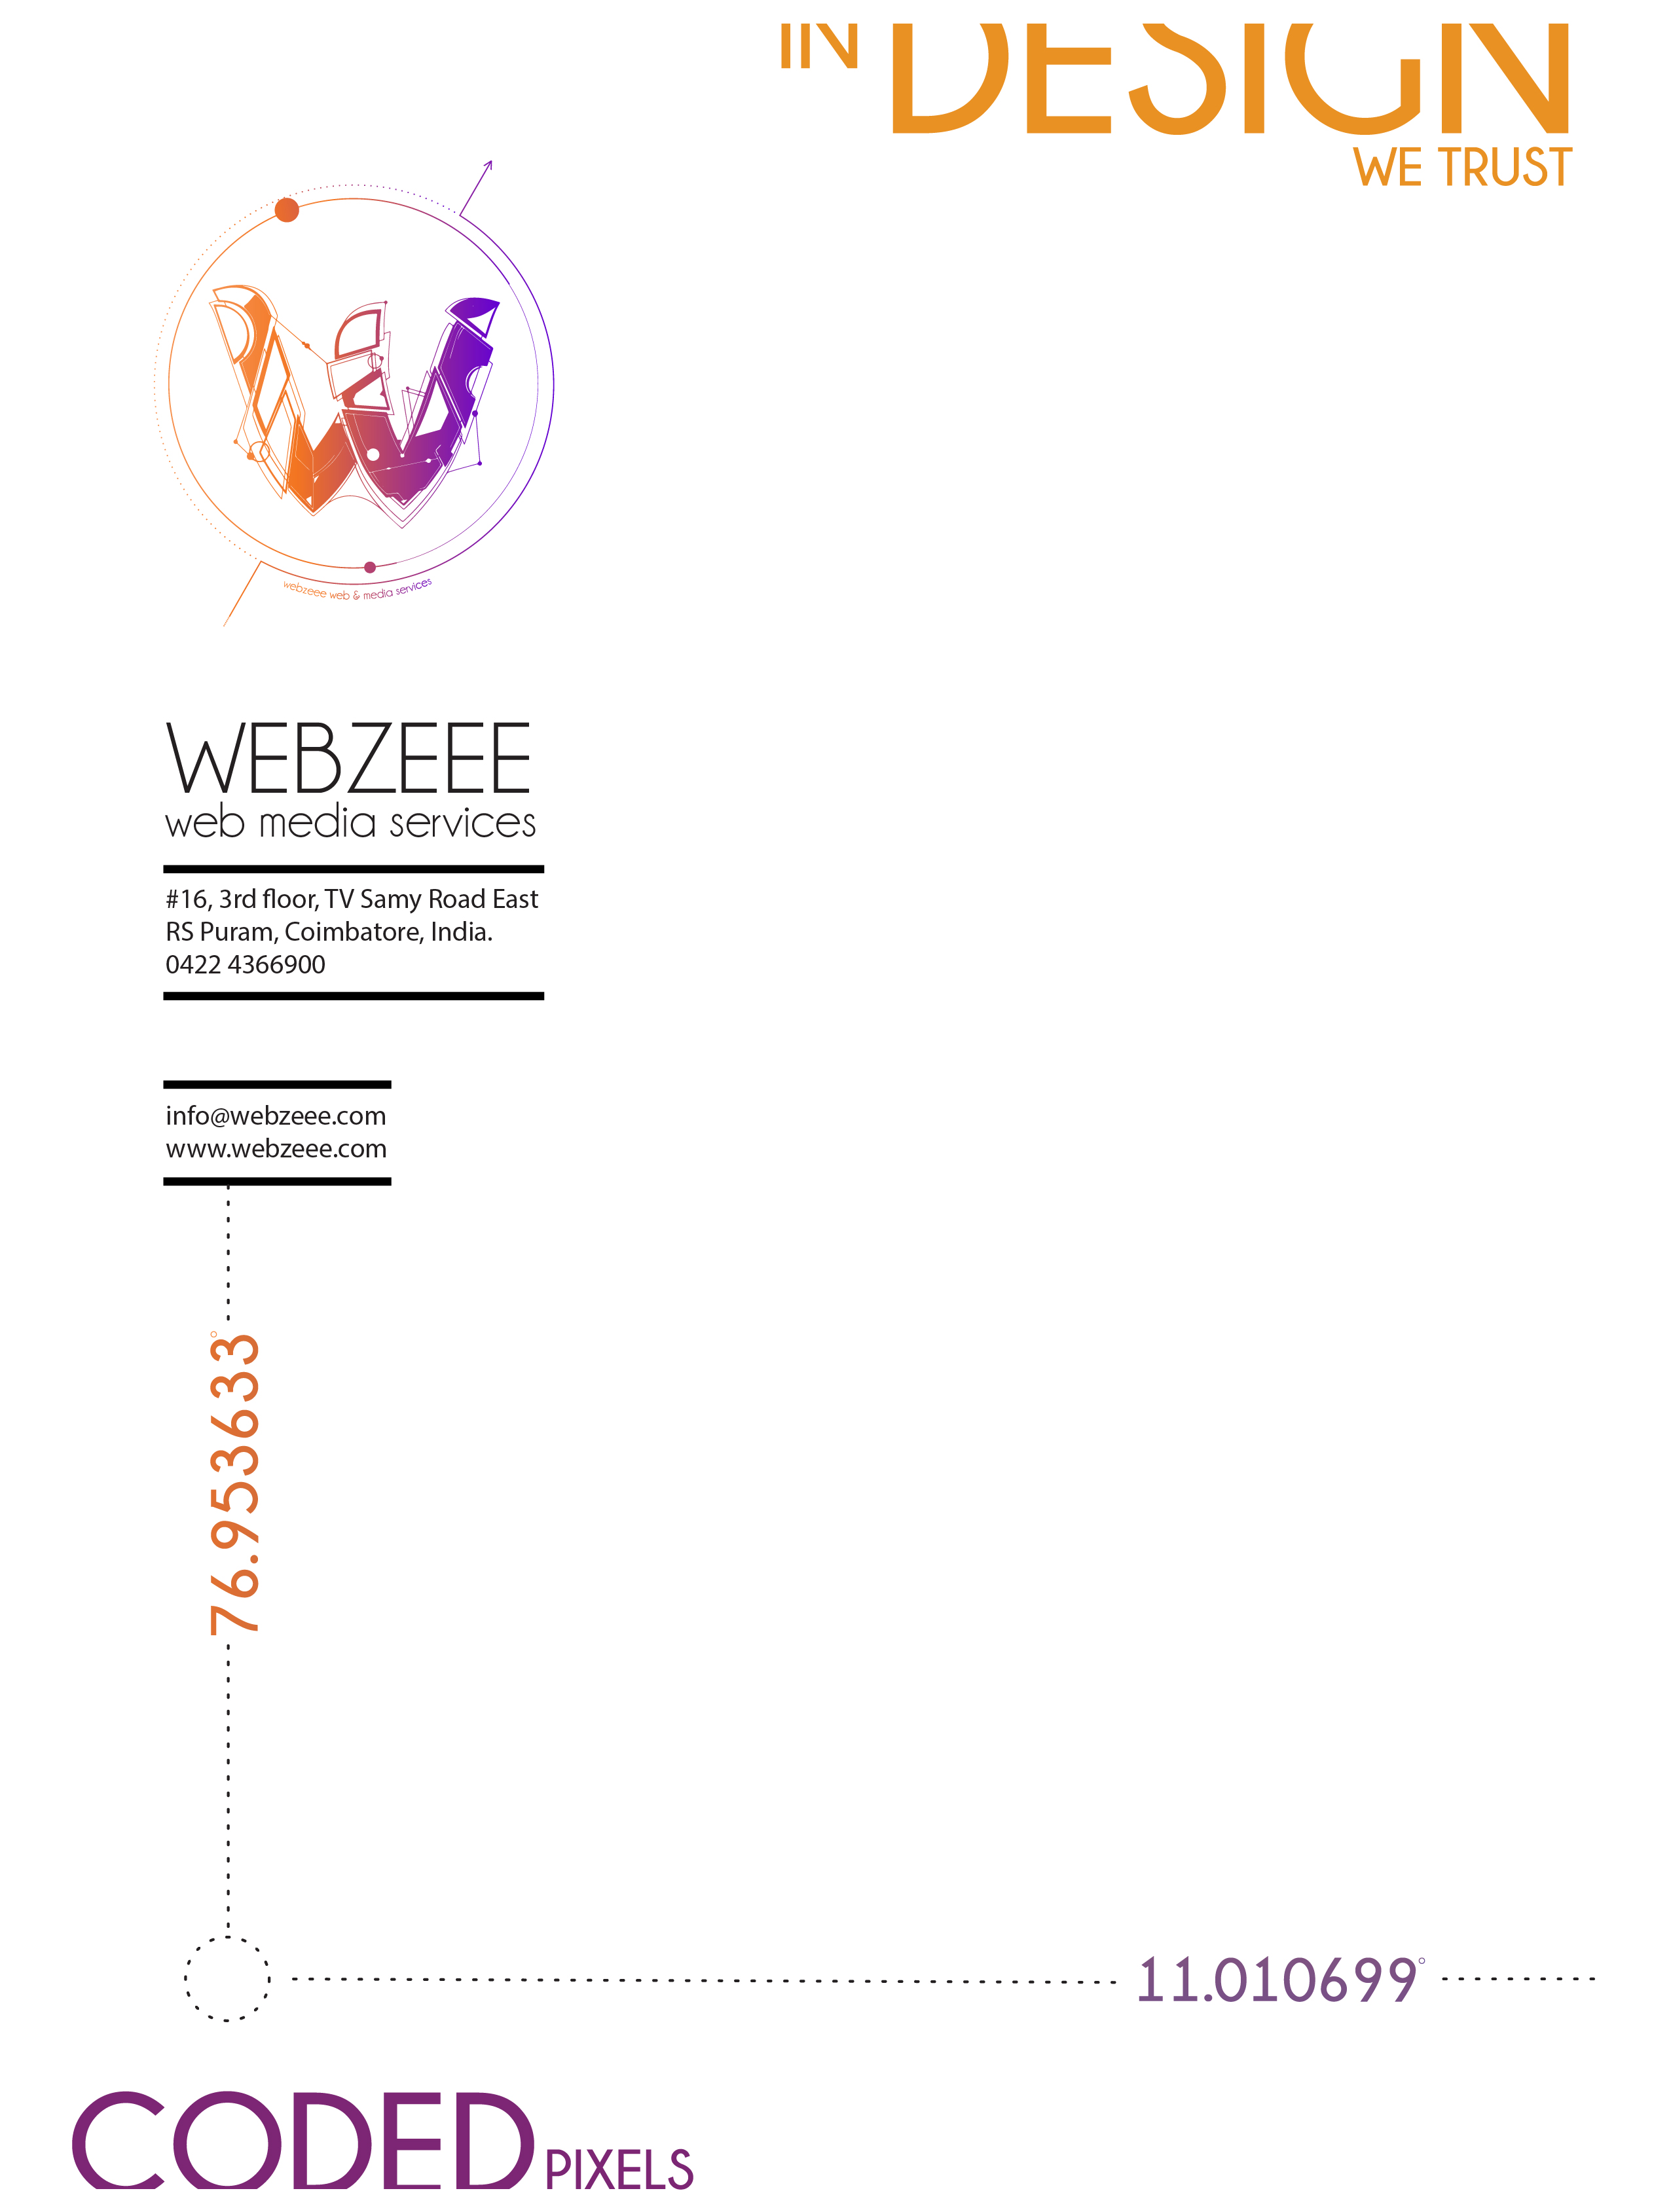 IN DESIGN
WE TRUST
webzeee web & media services
WEBZEEE
web media services
#16, 3rd floor, TV Samy Road East
RS Puram, Coimbatore, India.
0422 4366900
info@webzeee.com
www.webzeee.com
76.953633°
11.010699°
CODED PIXELS